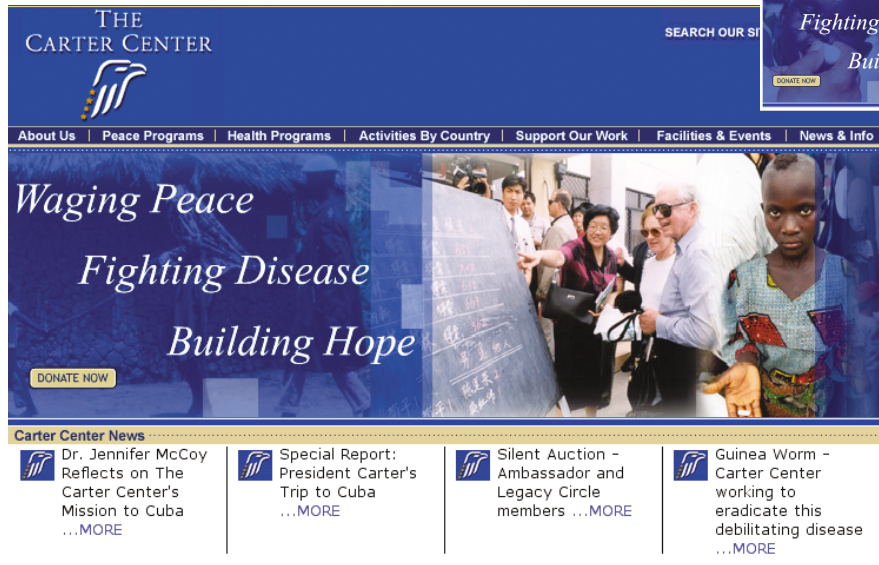 THE
CARTER CENTER
SEARCH OUR
Fighting
DONATE NOW
About Us | Peace Programs | Health Programs | Activities By Country | Support Our Work | Facilities & Events | News & Info
Waging Peace
Fighting Disease
Building Hope
DONATE NOW
Carter Center News
Dr. Jennifer McCoy
Reflects on The
Carter Center's
Mission to Cuba
...MORE
Special Report:
President Carter's
Trip to Cuba
...MORE
Silent Auction –
Ambassador and
Legacy Circle
members ...MORE
Guinea Worm –
Carter Center
working to
eradicate this
debilitating disease
...MORE